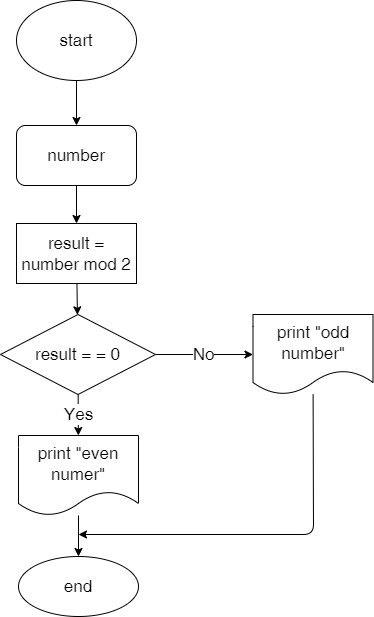 start
number
result =
number mod 2
result = = 0
No
print "odd
number"
Yes
print "even
numer"
end